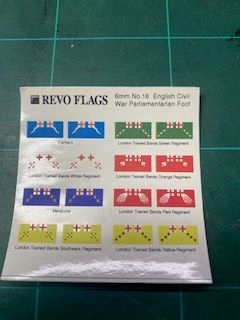 REVO FLAGS
6mm No.16 English Civil
War Parliamentarian Foot
London Trained Bands Green Regiment
London Trained Bands White Regiment
London Trained Bands Orange Regiment
Meldrums
London Trained Bands Red Regiment
London Trained Bands Southwark Regiment
London Trained Bands Yellow Regiment